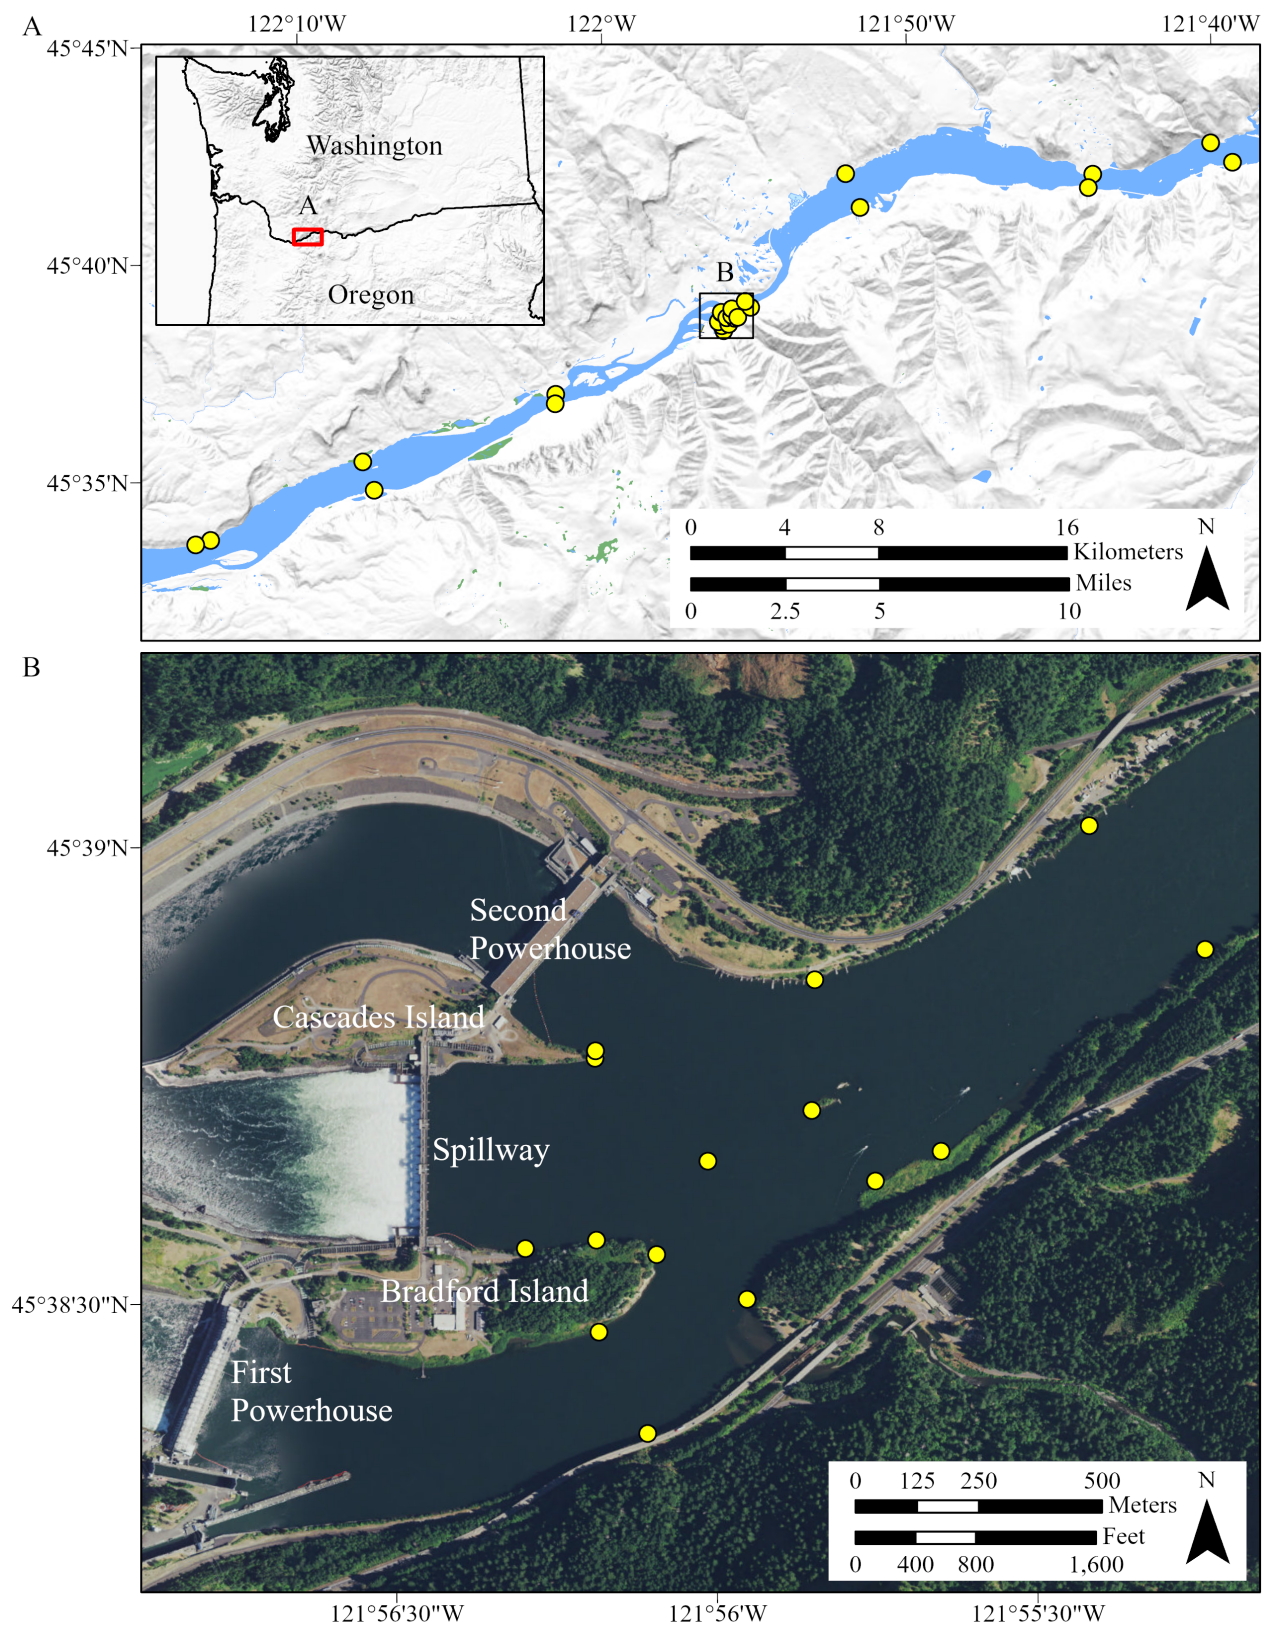 A
122°10'W 122°0'W 121°50'W 121°40'W
45°45'N
Washington
A
Oregon
45°40'N
B
45°35'N
0 4 8 16 N
Kilometers
Miles
0 2.5 5 10
B
45°39'N
Second
Powerhouse
Cascades Island
Spillway
Bradford Island
45°38'30"N
First
Powerhouse
0 125 250 500 N
Meters
Feet
0 400 800 1,600
121°56'30"W 121°56'W 121°55'30"W